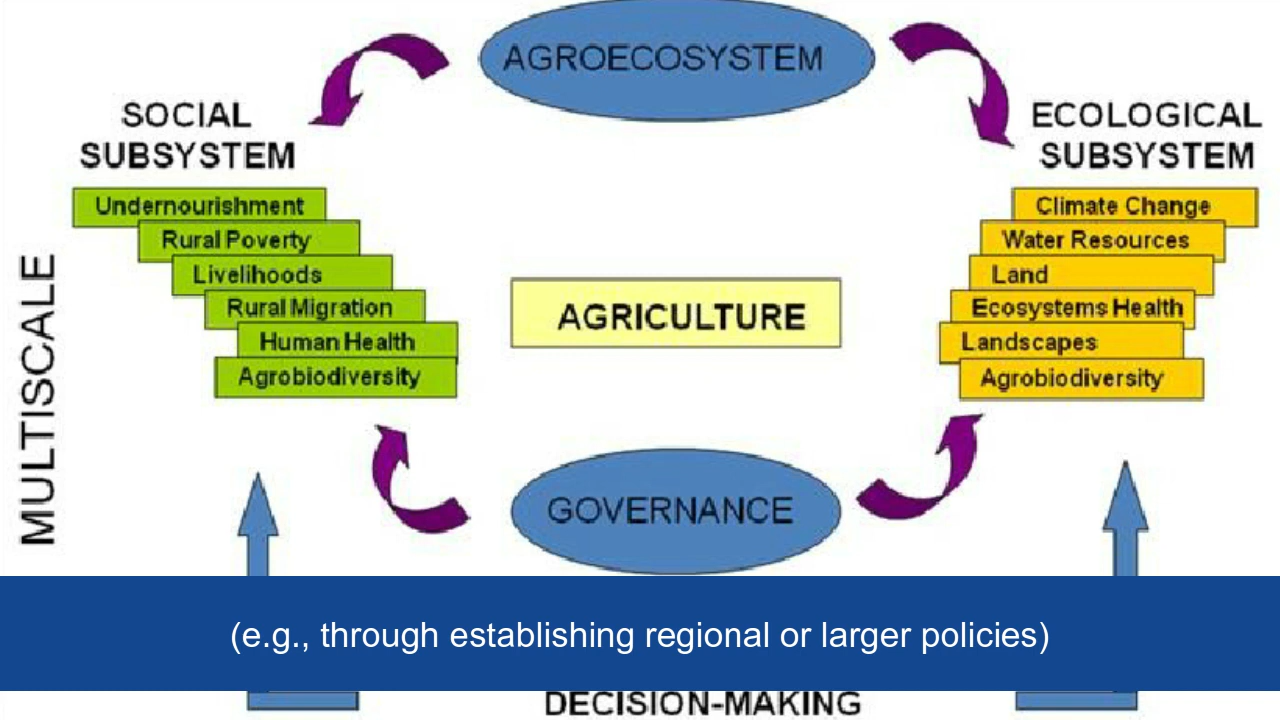 AGROECOSYSTEM
SOCIAL
SUBSYSTEM
ECOLOGICAL
SUBSYSTEM
Undernourishment
Rural Poverty
Livelihoods
Rural Migration
Human Health
Agrobiodiversity
Climate Change
Water Resources
Land
Ecosystems Health
Landscapes
Agrobiodiversity
MULTISCALE
AGRICULTURE
GOVERNANCE
(e.g., through establishing regional or larger policies)
DECISION-MAKING